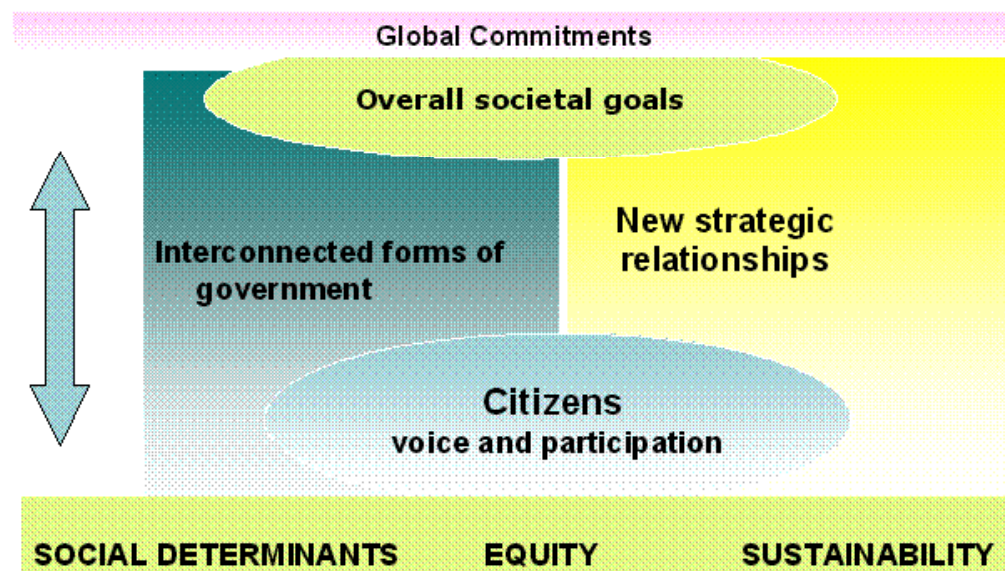 Global Commitments
Overall societal goals
Interconnected forms of
government
New strategic
relationships
Citizens
voice and participation
SOCIAL DETERMINANTS EQUITY SUSTAINABILITY